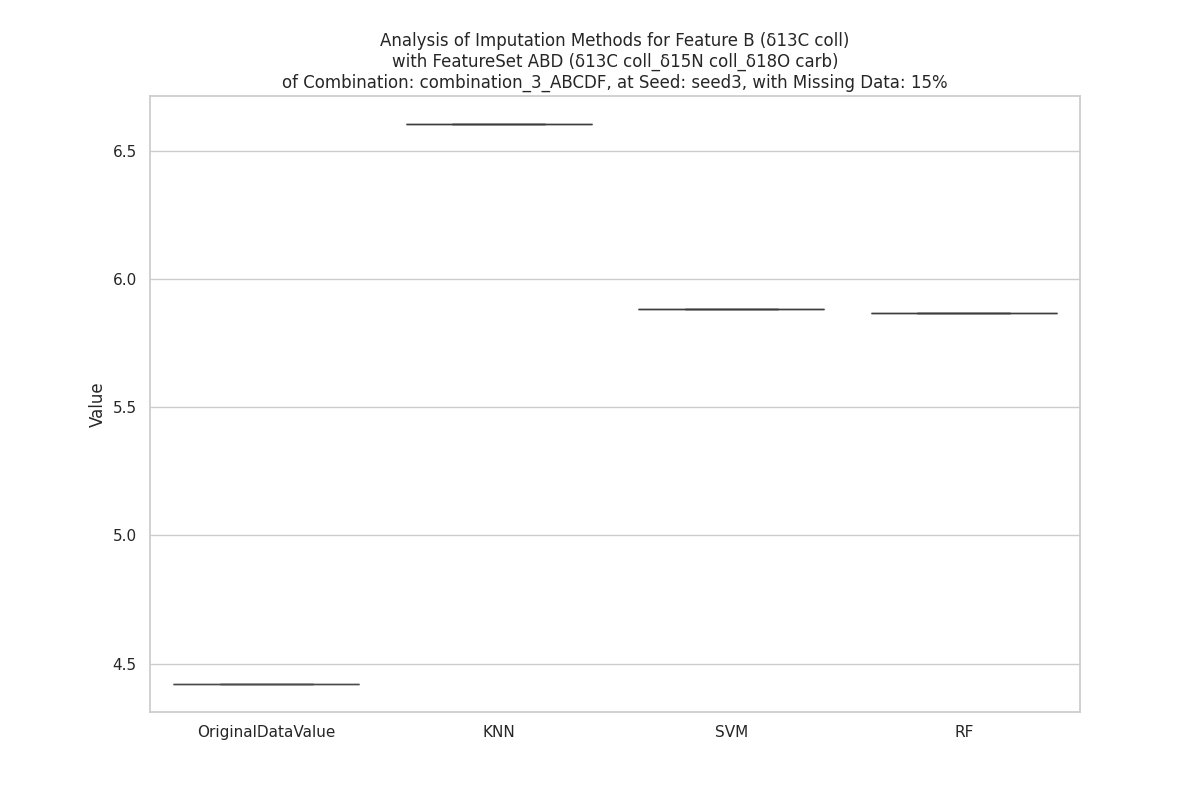 Analysis of Imputation Methods for Feature B (δ13C coll)
with FeatureSet ABD (δ13C coll_δ15N coll_δ18O carb)
of Combination: combination_3_ABCDF, at Seed: seed3, with Missing Data: 15%
6.5
6.0
5.5
5.0
4.5
Value
OriginalDataValue
KNN
SVM
RF